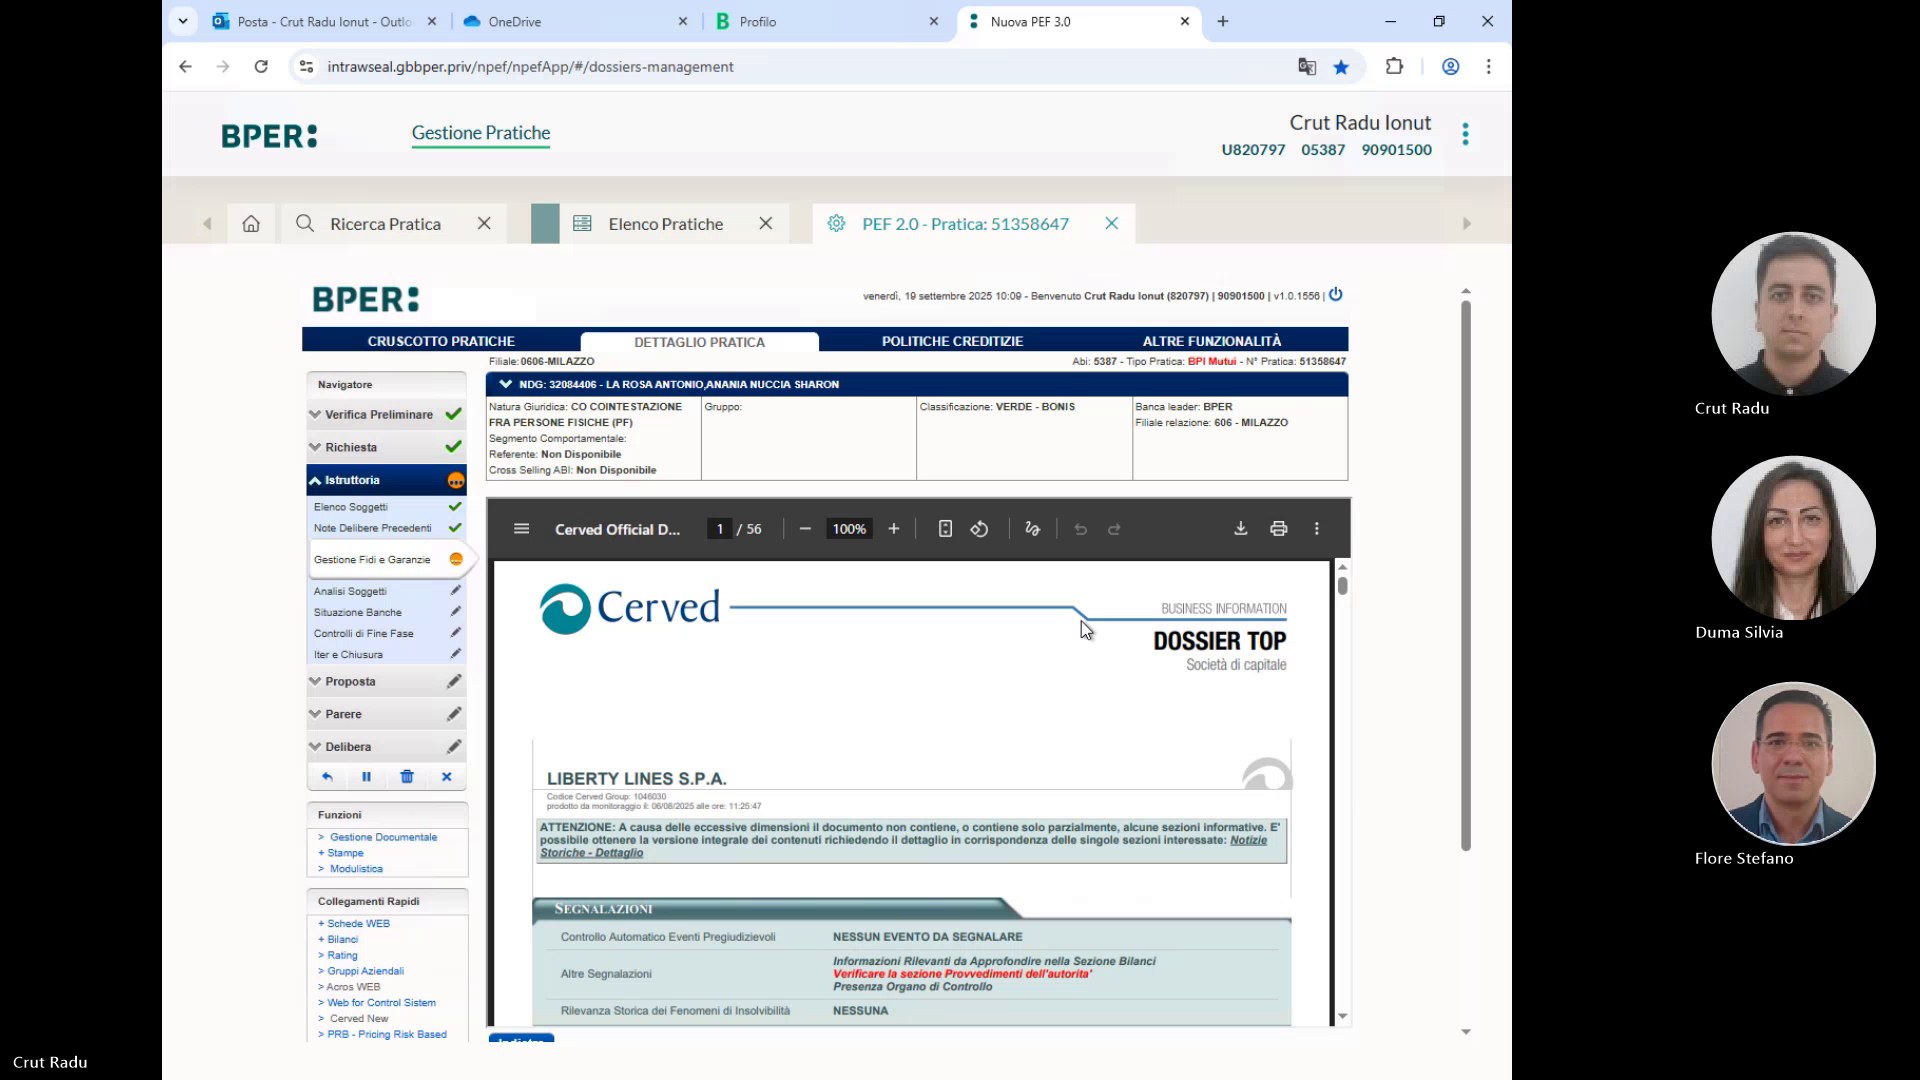 Posta - Crut Radu Ionut - Outlo
OneDrive
Profilo
Nuova PEF 3.0
intrawseal.gbbper.priv/npef/npefApp/#/dossiers-management
BPER:
Gestione Pratiche
Crut Radu Ionut
U820797 05387 90901500
Ricerca Pratica
Elenco Pratiche
PEF 2.0 - Pratica: 51358647
BPER:
venerdì, 19 settembre 2025 10:09 - Benvenuto Crut Radu Ionut (820797) | 90901500 | v1.0.1556 |
CRUSCOTTO PRATICHE
DETTAGLIO PRATICA
POLITICHE CREDITIZIE
ALTRE FUNZIONALITÀ
Filiale: 0606-MILAZZO
Abi: 5387 - Tipo Pratica: BPI Mutui - N° Pratica: 51358647
NDG: 32084406 - LA ROSA ANTONIO,ANANIA NUCCIA SHARON
Natura Giuridica: CO COINTESTAZIONE
FRA PERSONE FISICHE (PF)
Segmento Comportamentale:
Referente: Non Disponibile
Cross Selling ABI: Non Disponibile
Gruppo:
Classificazione: VERDE - BONIS
Banca leader: BPER
Filiale relazione: 606 - MILAZZO
Navigatore
Verifica Preliminare
Richiesta
Istruttoria
Elenco Soggetti
Note Delibere Precedenti
Gestione Fidi e Garanzie
Analisi Soggetti
Situazione Banche
Controlli di Fine Fase
Iter e Chiusura
Proposta
Parere
Delibera
Funzioni
> Gestione Documentale
+ Stampe
> Modulistica
Collegamenti Rapidi
+ Schede WEB
+ Bilanci
> Rating
> Gruppi Aziendali
> Acros WEB
> Web for Control Sistem
> Cerved New
> PRB - Pricing Risk Based
Cerved Official D...
1 / 56
100%
Cerved
BUSINESS INFORMATION
DOSSIER TOP
Società di capitale
LIBERTY LINES S.P.A.
Codice Cerved Group: 1046030
prodotto da monitoraggio il: 06/08/2025 alle ore: 11:25:47
ATTENZIONE: A causa delle eccessive dimensioni il documento non contiene, o contiene solo parzialmente, alcune sezioni informative. E'
possibile ottenere la versione integrale dei contenuti richiedendo il dettaglio in corrispondenza delle singole sezioni interessate: Notizie
Storiche - Dettaglio
SEGNALAZIONI
Controllo Automatico Eventi Pregiudizievoli
NESSUN EVENTO DA SEGNALARE
Altre Segnalazioni
Informazioni Rilevanti da Approfondire nella Sezione Bilanci
Verificare la sezione Provvedimenti dell'autorita'
Presenza Organo di Controllo
Rilevanza Storica dei Fenomeni di Insolvibilità
NESSUNA
Indietro
Crut Radu
Duma Silvia
Flore Stefano
Crut Radu